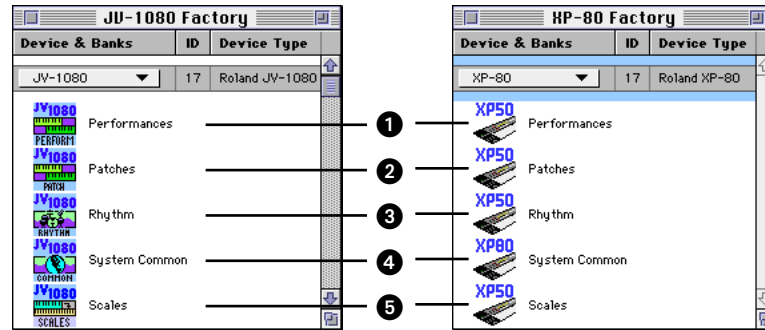 JV-1080 Factory
Device & Banks ID Device Type
JV-1080 17 Roland JV-1080
JV1080 PERFORM Performances
JV1080 PATCH Patches
JV1080 RHYTHM Rhythm
JV1080 COMMON System Common
JV1080 SCALES Scales
1
2
3
4
5
XP-80 Factory
Device & Banks ID Device Type
XP-80 17 Roland XP-80
XP50 Performances
XP50 Patches
XP50 Rhythm
XP80 System Common
XP50 Scales